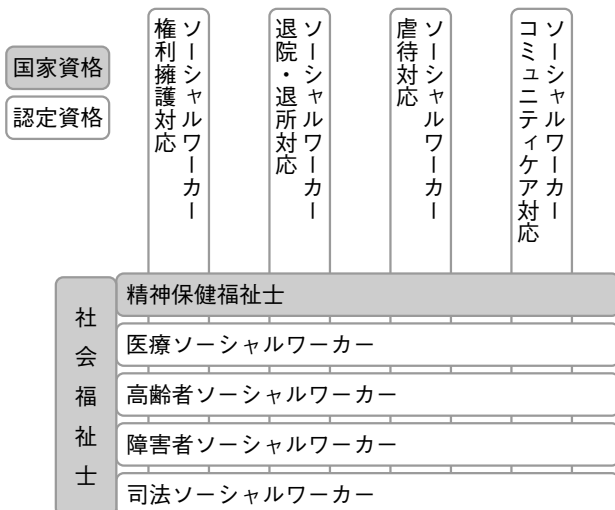 国家資格
認定資格
権利擁護対応
ソーシャルワーカー
退院・退所対応
ソーシャルワーカー
虐待対応
ソーシャルワーカー
コミュニティケア対応
ソーシャルワーカー
社会福祉士
精神保健福祉士
医療ソーシャルワーカー
高齢者ソーシャルワーカー
障害者ソーシャルワーカー
司法ソーシャルワーカー